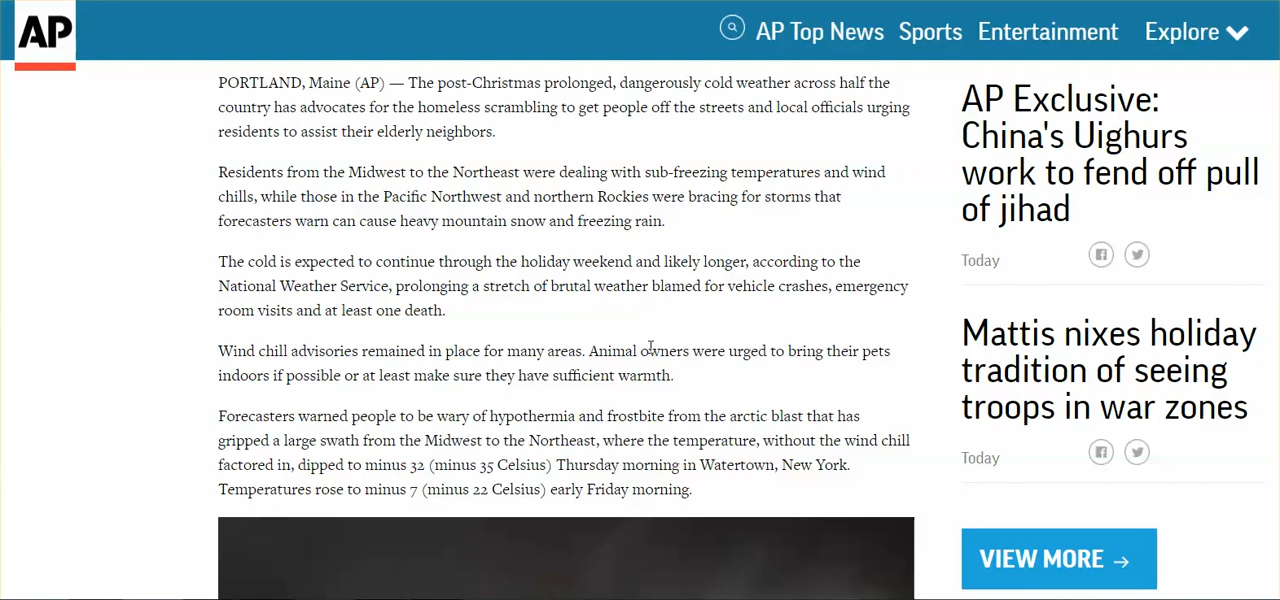 AP
AP Top News Sports Entertainment Explore
PORTLAND, Maine (AP) — The post-Christmas prolonged, dangerously cold weather across half the
country has advocates for the homeless scrambling to get people off the streets and local officials urging
residents to assist their elderly neighbors.
Residents from the Midwest to the Northeast were dealing with sub-freezing temperatures and wind
chills, while those in the Pacific Northwest and northern Rockies were bracing for storms that
forecasters warn can cause heavy mountain snow and freezing rain.
The cold is expected to continue through the holiday weekend and likely longer, according to the
National Weather Service, prolonging a stretch of brutal weather blamed for vehicle crashes, emergency
room visits and at least one death.
Wind chill advisories remained in place for many areas. Animal owners were urged to bring their pets
indoors if possible or at least make sure they have sufficient warmth.
Forecasters warned people to be wary of hypothermia and frostbite from the arctic blast that has
gripped a large swath from the Midwest to the Northeast, where the temperature, without the wind chill
factored in, dipped to minus 32 (minus 35 Celsius) Thursday morning in Watertown, New York.
Temperatures rose to minus 7 (minus 22 Celsius) early Friday morning.
AP Exclusive:
China's Uighurs
work to fend off pull
of jihad
Today
Mattis nixes holiday
tradition of seeing
troops in war zones
Today
VIEW MORE →